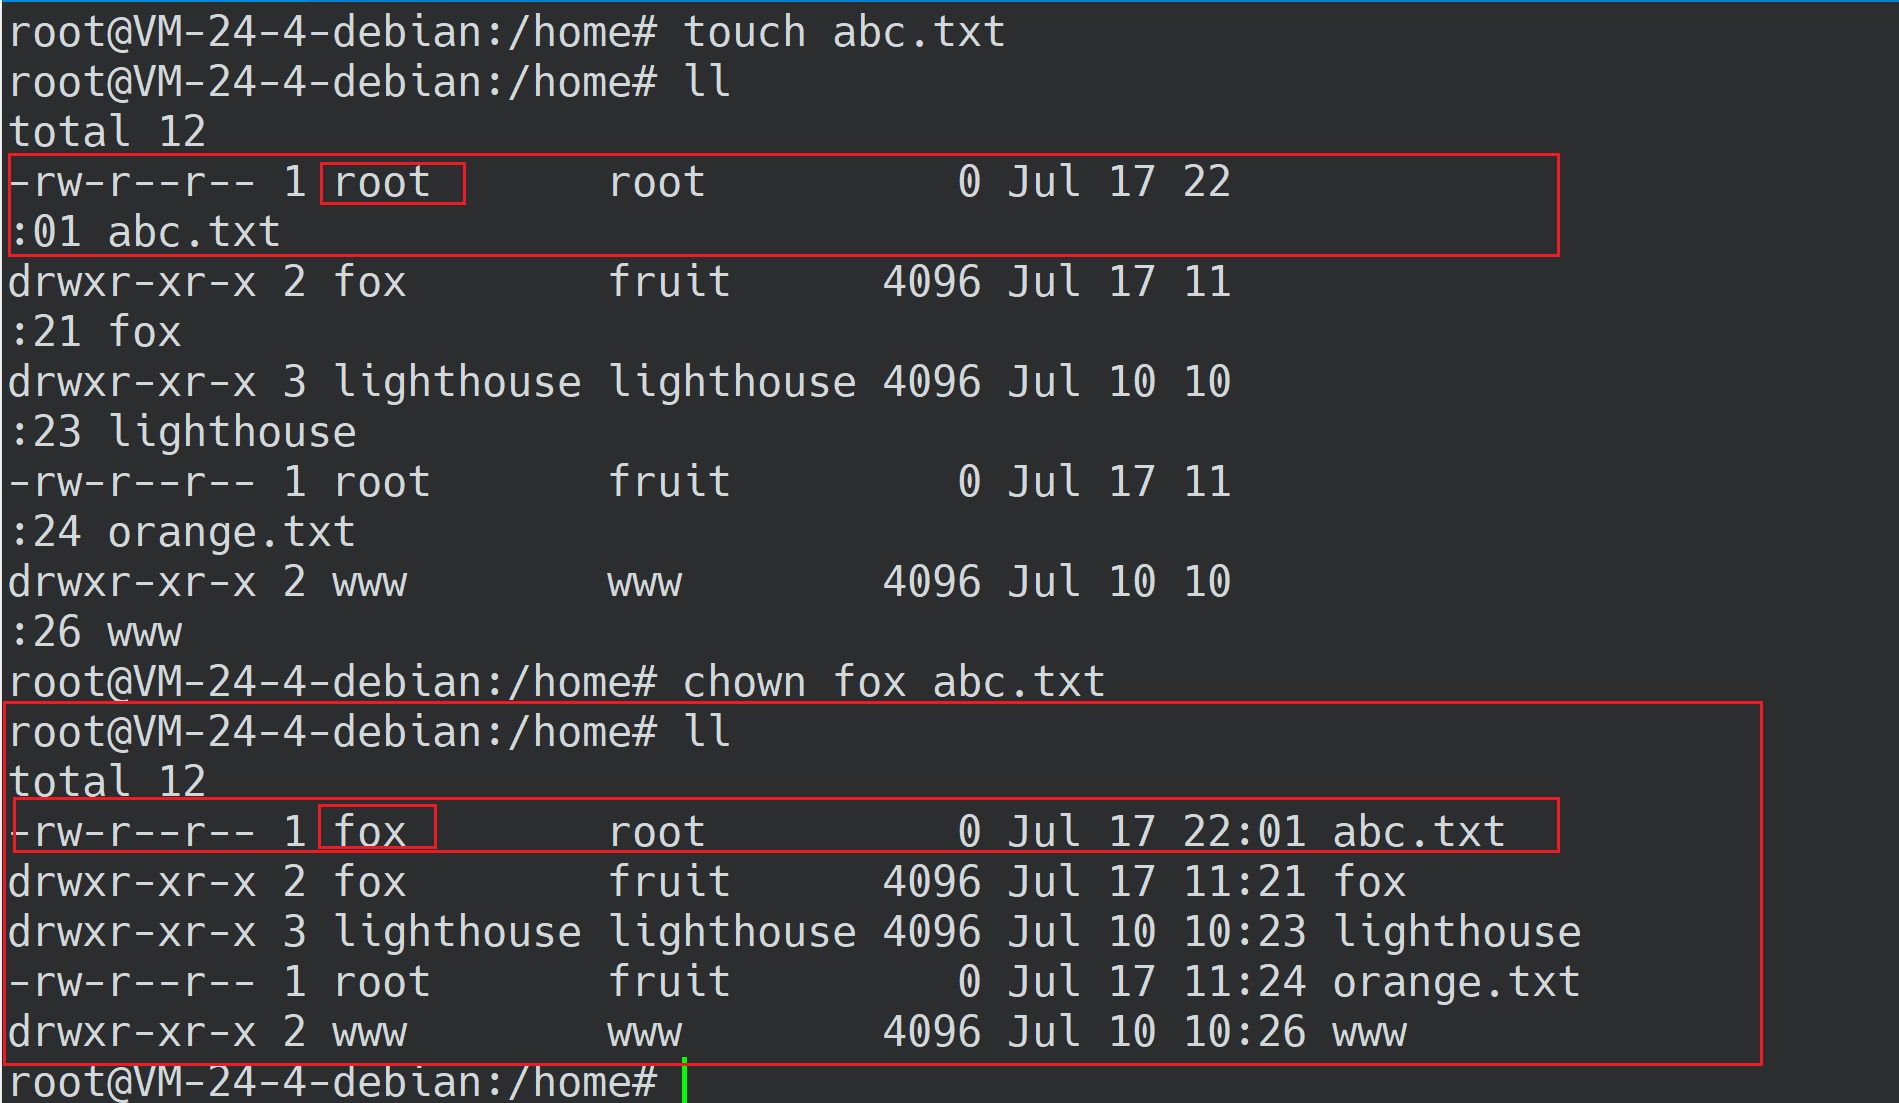 root@VM-24-4-debian:/home# touch abc.txt
root@VM-24-4-debian:/home# ll
total 12
-rw-r--r-- 1 root       root          0 Jul 17 22
:01 abc.txt
drwxr-xr-x 2 fox        fruit      4096 Jul 17 11
:21 fox
drwxr-xr-x 3 lighthouse lighthouse 4096 Jul 10 10
:23 lighthouse
-rw-r--r-- 1 root       fruit         0 Jul 17 11
:24 orange.txt
drwxr-xr-x 2 www        www        4096 Jul 10 10
:26 www
root@VM-24-4-debian:/home# chown fox abc.txt
root@VM-24-4-debian:/home# ll
total 12
-rw-r--r-- 1 fox        root          0 Jul 17 22:01 abc.txt
drwxr-xr-x 2 fox        fruit      4096 Jul 17 11:21 fox
drwxr-xr-x 3 lighthouse lighthouse 4096 Jul 10 10:23 lighthouse
-rw-r--r-- 1 root       fruit         0 Jul 17 11:24 orange.txt
drwxr-xr-x 2 www        www        4096 Jul 10 10:26 www
root@VM-24-4-debian:/home#